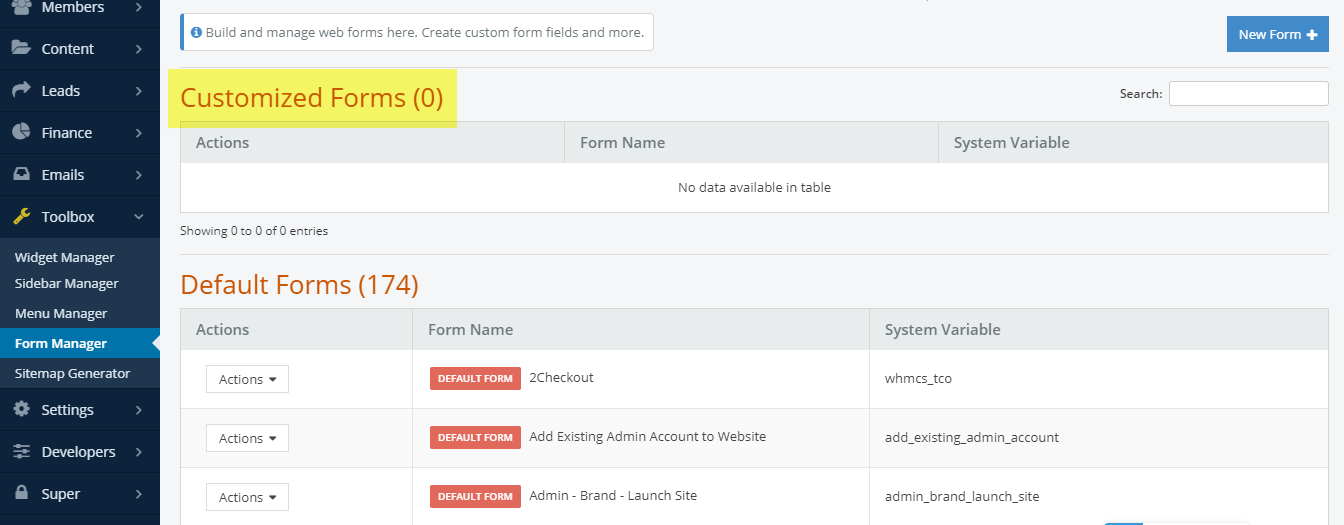 Members
Content
Leads
Finance
Emails
Toolbox
Widget Manager
Sidebar Manager
Menu Manager
Form Manager
Sitemap Generator
Settings
Developers
Super
Build and manage web forms here. Create custom form fields and more.
New Form +
Customized Forms (0)
Search:
Actions Form Name System Variable
No data available in table
Showing 0 to 0 of 0 entries
Default Forms (174)
Actions Form Name System Variable
Actions DEFAULT FORM 2Checkout whmcs_tco
Actions DEFAULT FORM Add Existing Admin Account to Website add_existing_admin_account
Actions DEFAULT FORM Admin - Brand - Launch Site admin_brand_launch_site